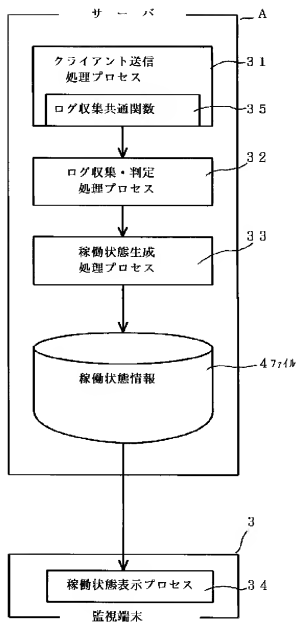 サーバ
A
クライアント送信
処理プロセス
31
ログ収集共通関数
35
ログ収集・判定
処理プロセス
32
稼働状態生成
処理プロセス
33
稼働状態情報
4ﾌｧｲﾙ
3
稼働状態表示プロセス
34
監視端末